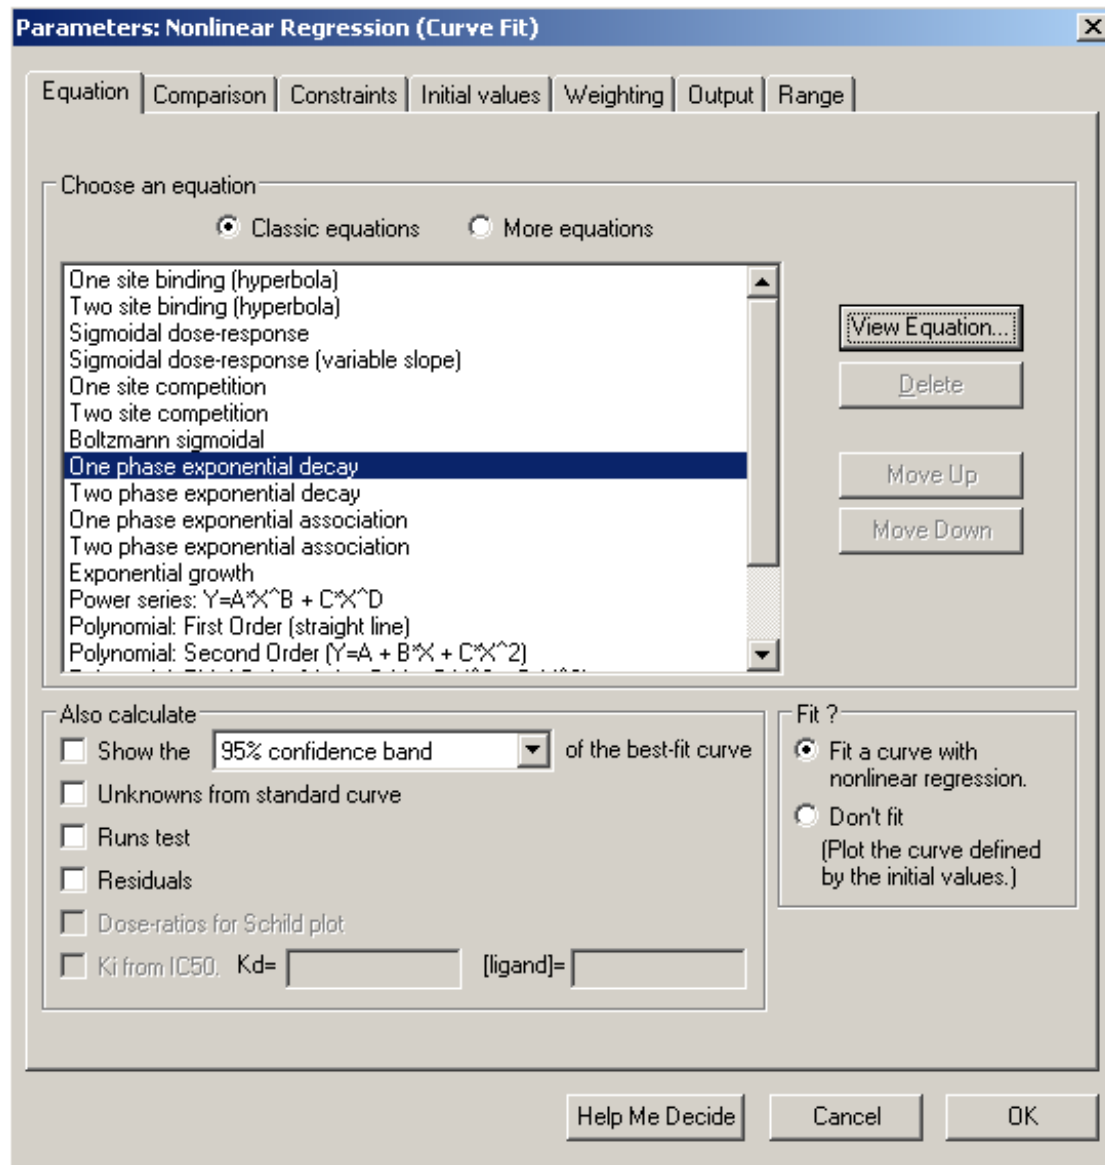 Parameters: Nonlinear Regression (Curve Fit)
Equation Comparison Constraints Initial values Weighting Output Range
Choose an equation
Classic equations More equations
One site binding (hyperbola)
Two site binding (hyperbola)
Sigmoidal dose-response
Sigmoidal dose-response (variable slope)
One site competition
Two site competition
Boltzmann sigmoidal
One phase exponential decay
Two phase exponential decay
One phase exponential association
Two phase exponential association
Exponential growth
Power series: Y=A*X^B + C*X^D
Polynomial: First Order (straight line)
Polynomial: Second Order (Y=A + B*X + C*X^2)
View Equation...
Delete
Move Up
Move Down
Also calculate
Show the 95% confidence band of the best-fit curve
Unknowns from standard curve
Runs test
Residuals
Dose-ratios for Schild plot
Ki from IC50. Kd= [ligand]=
Fit ?
Fit a curve with
nonlinear regression.
Don't fit
(Plot the curve defined
by the initial values.)
Help Me Decide Cancel OK